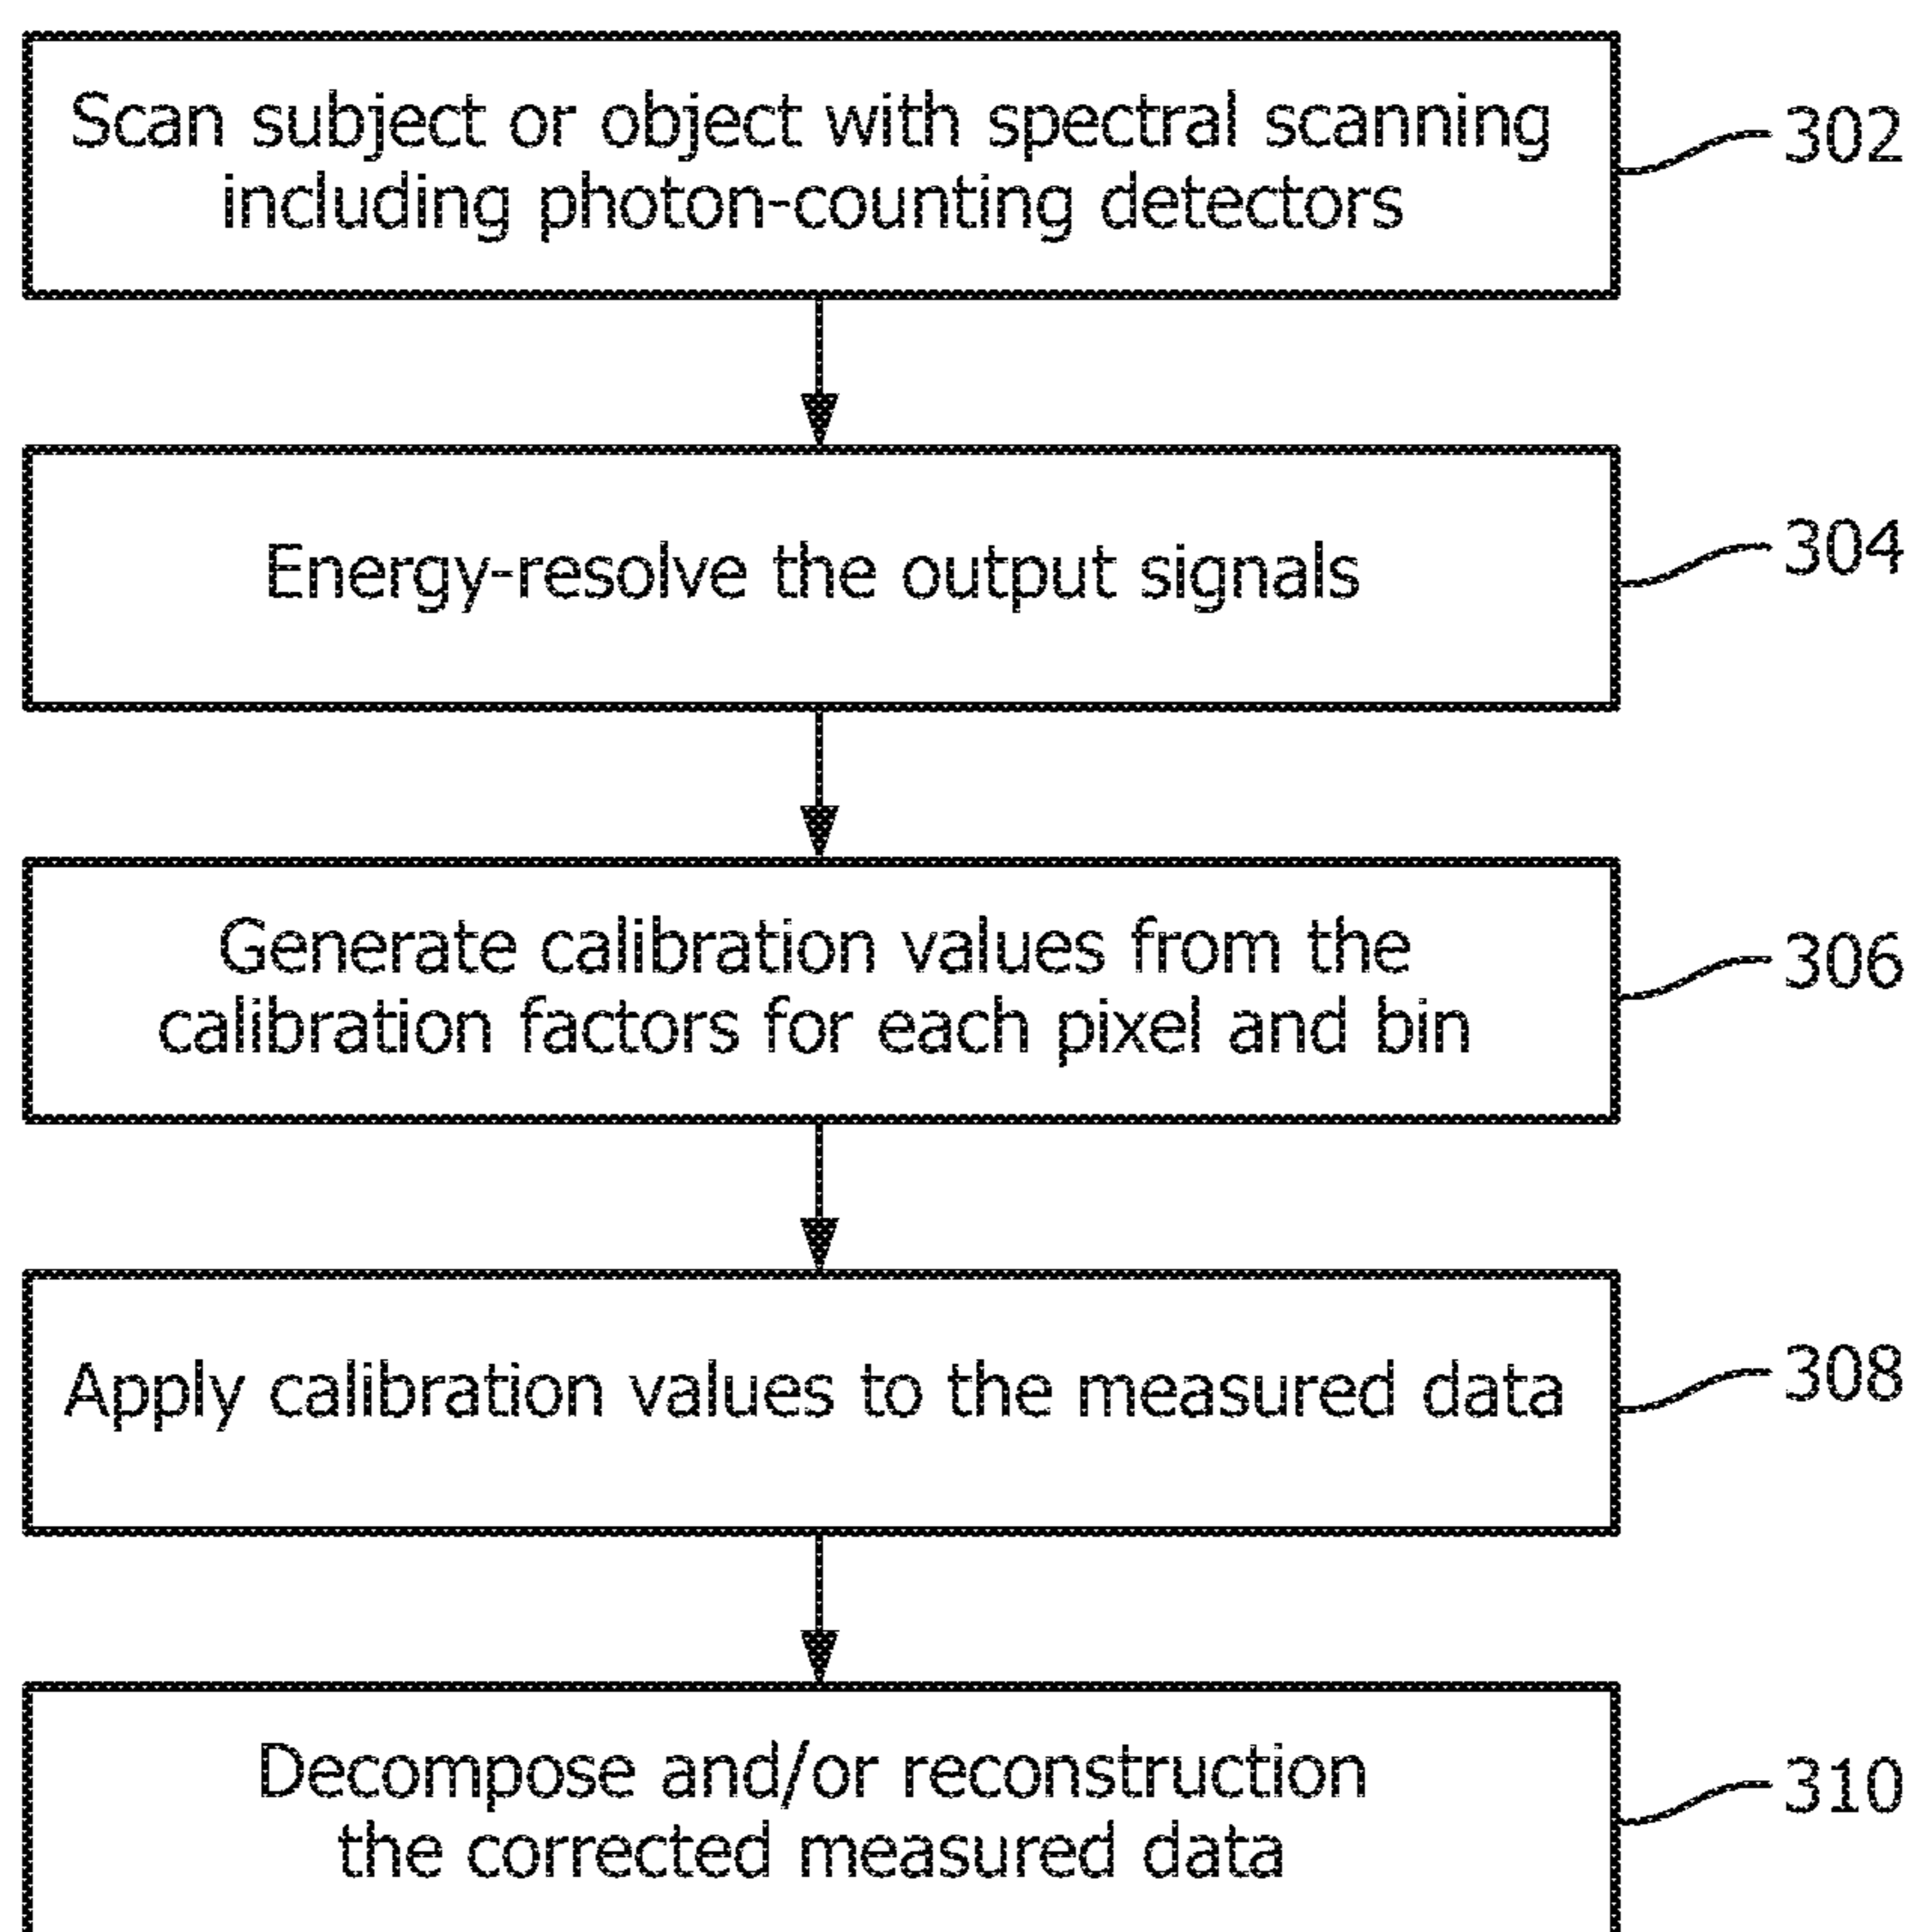 Scan subject or object with spectral scanning
including photon-counting detectors
302
Energy-resolve the output signals
304
Generate calibration values from the
calibration factors for each pixel and bin
306
Apply calibration values to the measured data
308
Decompose and/or reconstruction
the corrected measured data
310